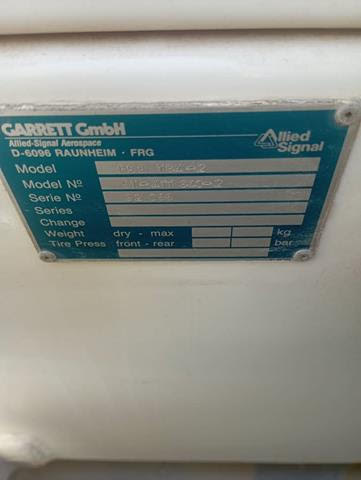 GARRETT GmbH
Allied-Signal Aerospace
D-6096 RAUNHEIM · FRG
Allied
Signal
Model
Model Nº
Serie Nº
Series
Change
Weight dry - max kg
Tire Press front - rear bar